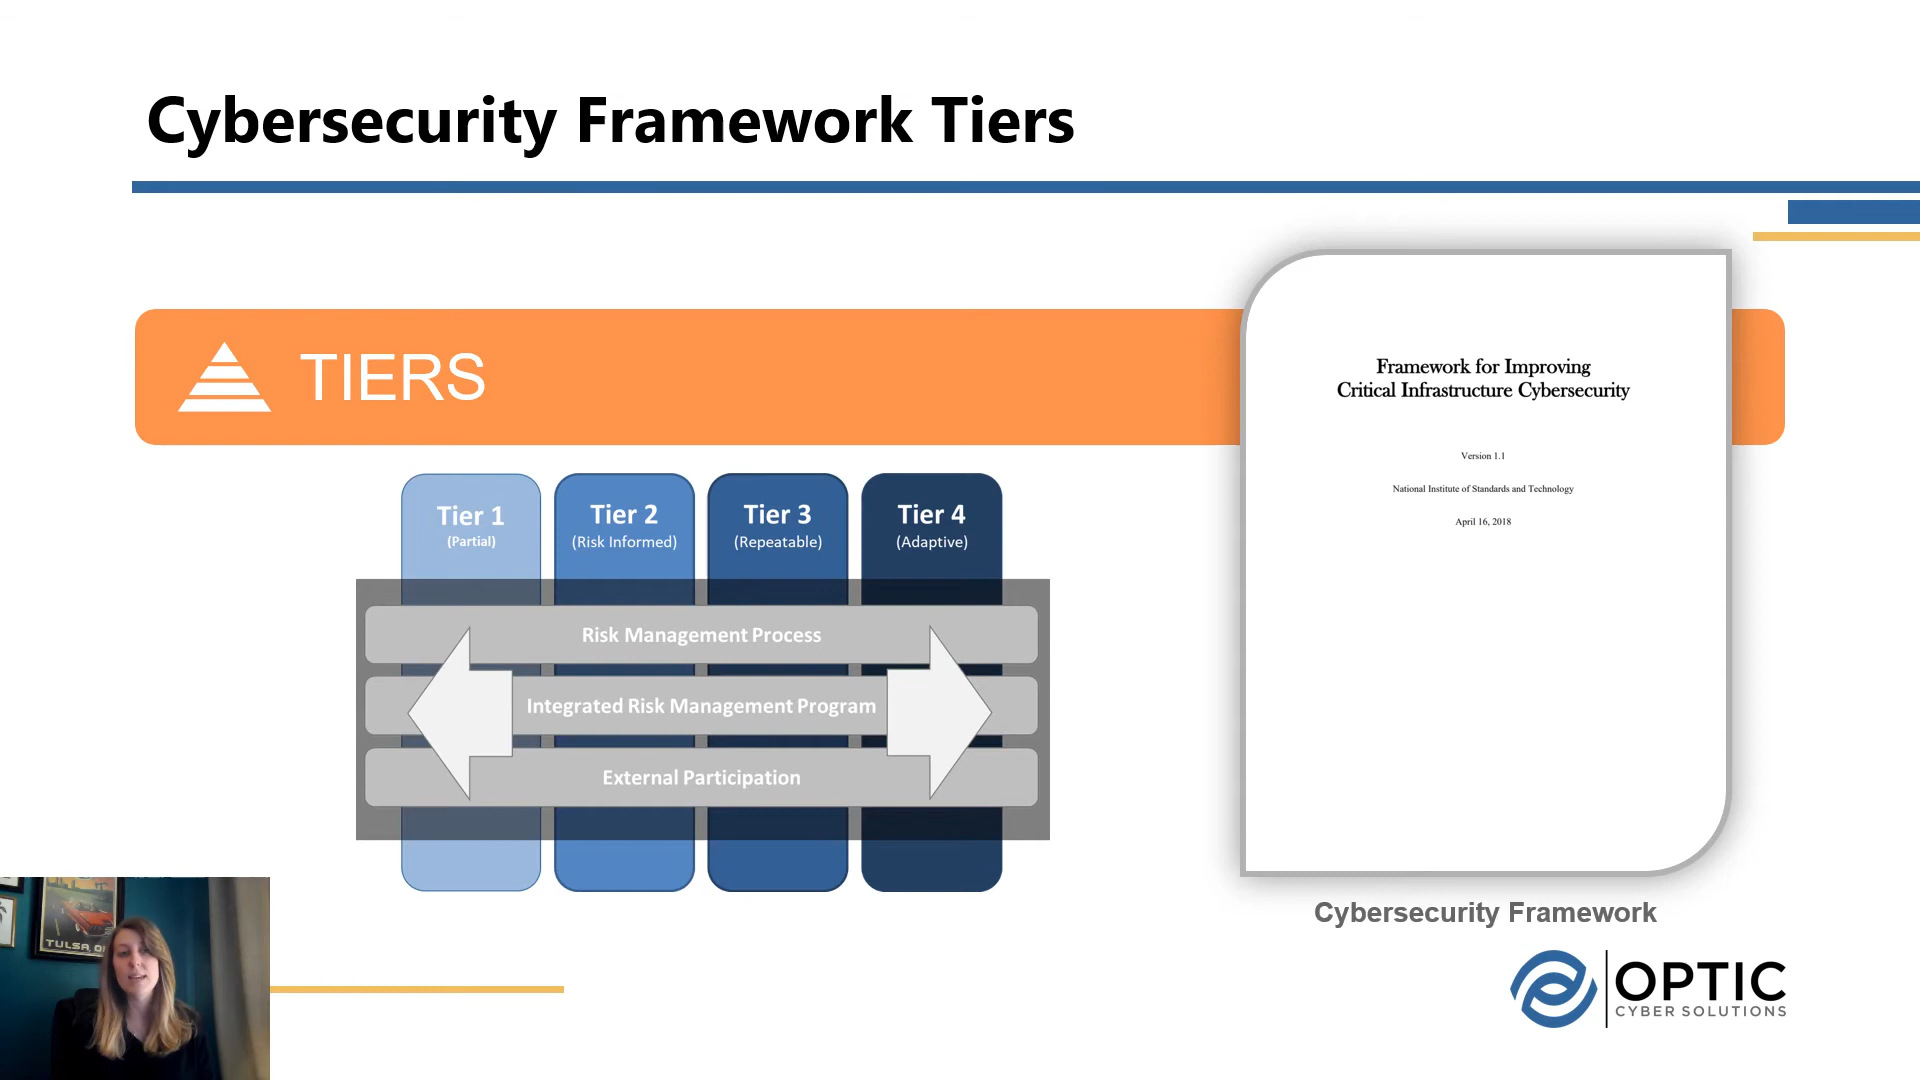 Cybersecurity Framework Tiers
TIERS
Tier 1
(Partial)
Tier 2
(Risk Informed)
Tier 3
(Repeatable)
Tier 4
(Adaptive)
Risk Management Process
Integrated Risk Management Program
External Participation
Framework for Improving
Critical Infrastructure Cybersecurity
Version 1.1
National Institute of Standards and Technology
April 16, 2018
Cybersecurity Framework
OPTIC
CYBER SOLUTIONS
TULSA, O